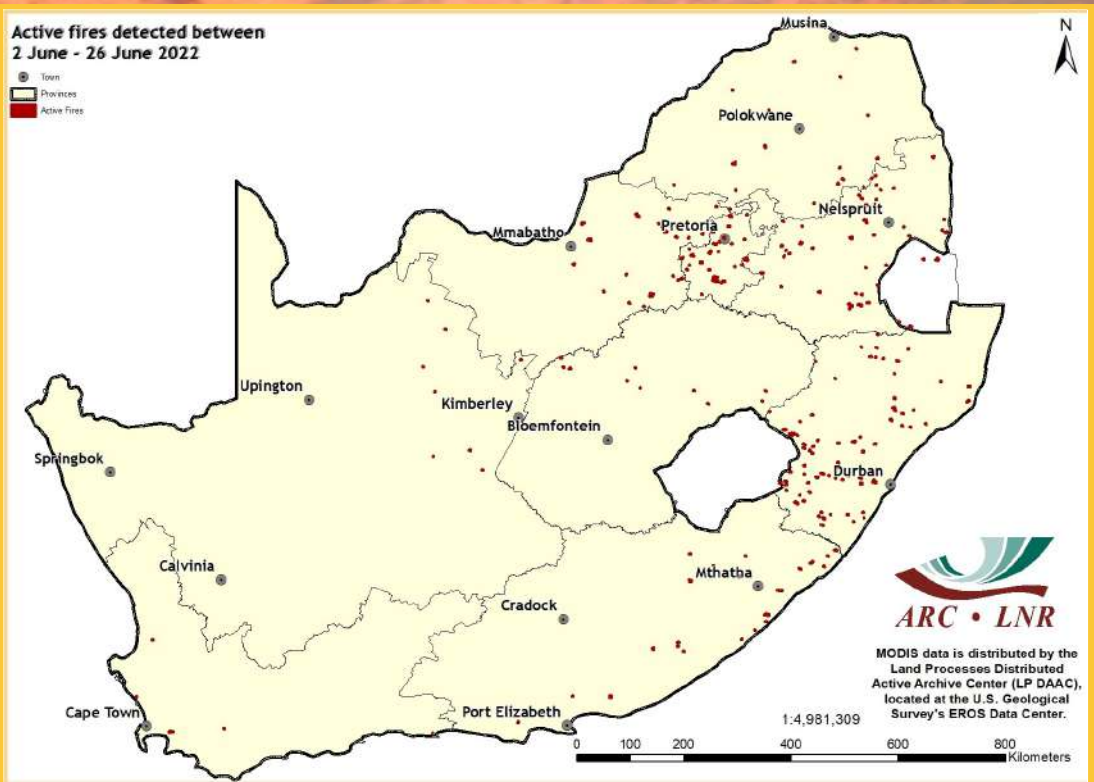 Active fires detected between
2 June - 26 June 2022
Town
Provinces
Active Fires
N
Musina
Polokwane
Nelspruit
Pretoria
Mmabatho
Upington
Kimberley
Bloemfontein
Springbok
Durban
Calvinia
Mthatha
Cradock
Cape Town
Port Elizabeth
ARC • LNR
MODIS data is distributed by the
Land Processes Distributed
Active Archive Center (LP DAAC),
located at the U.S. Geological
Survey's EROS Data Center.
1:4,981,309
0 100 200 400 600 800
Kilometers